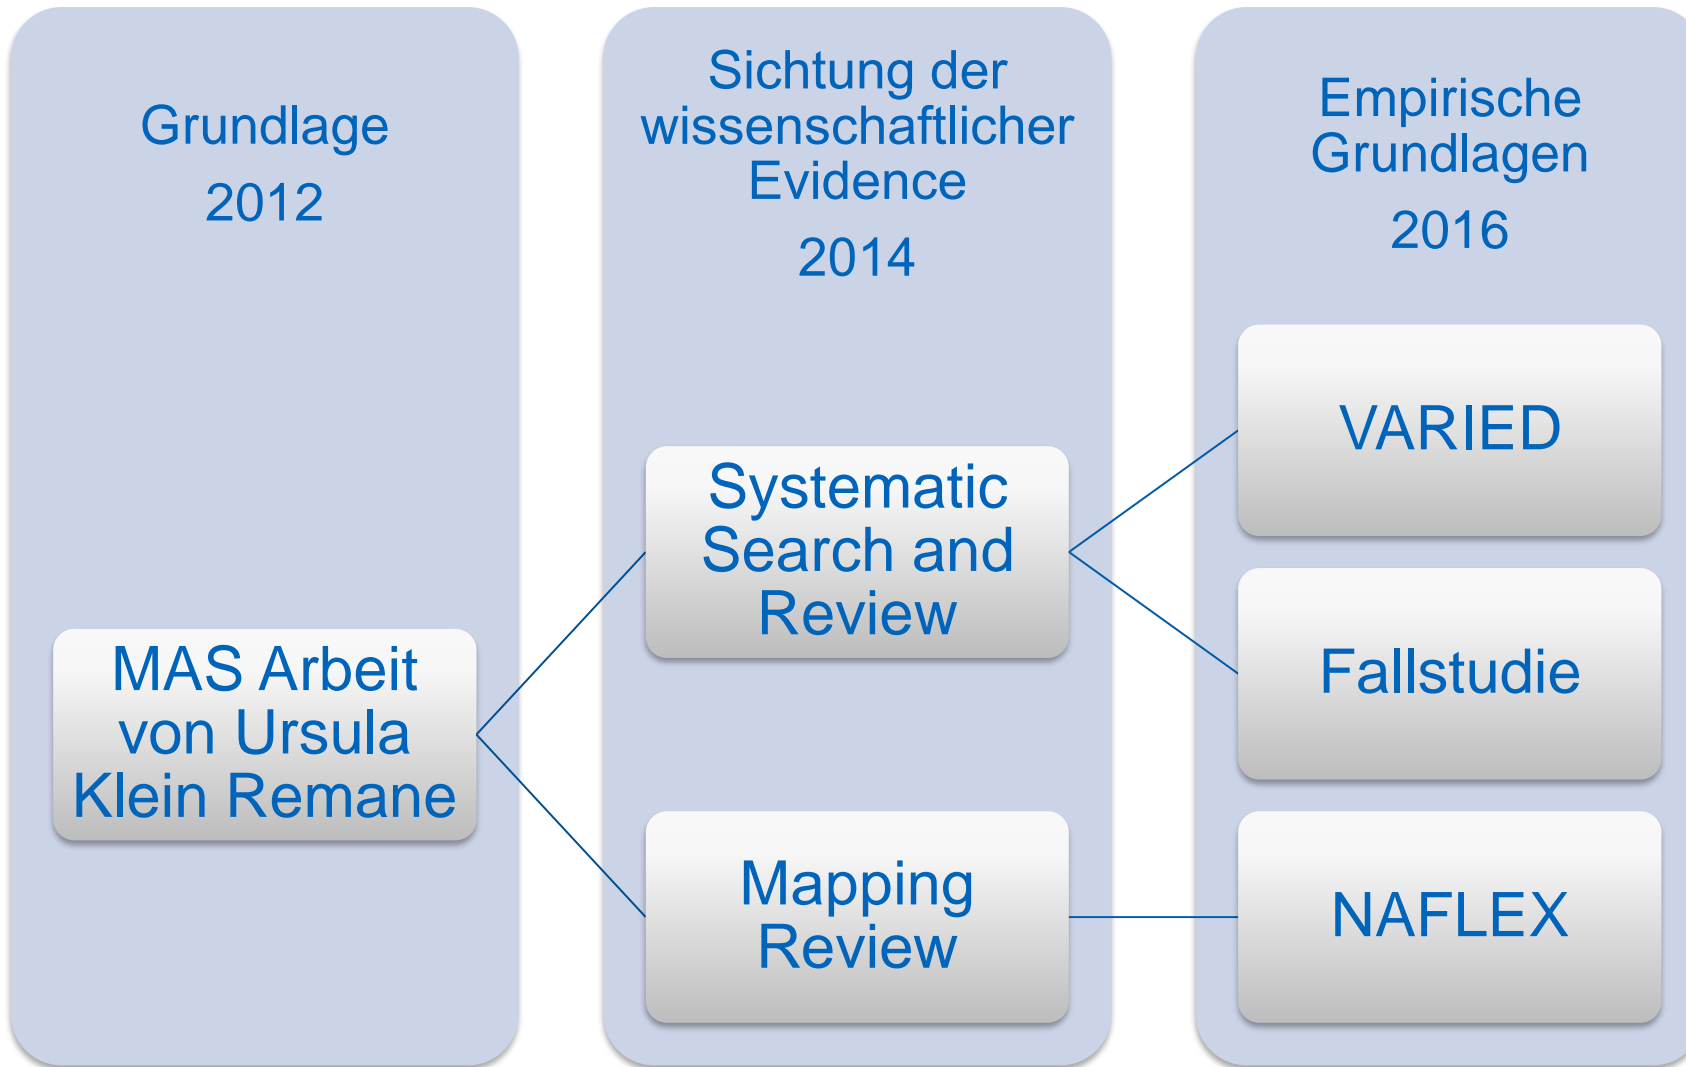 Grundlage
2012
MAS Arbeit
von Ursula
Klein Remane
Sichtung der
wissenschaftlicher
Evidence
2014
Systematic
Search and
Review
Mapping
Review
Empirische
Grundlagen
2016
VARIED
Fallstudie
NAFLEX